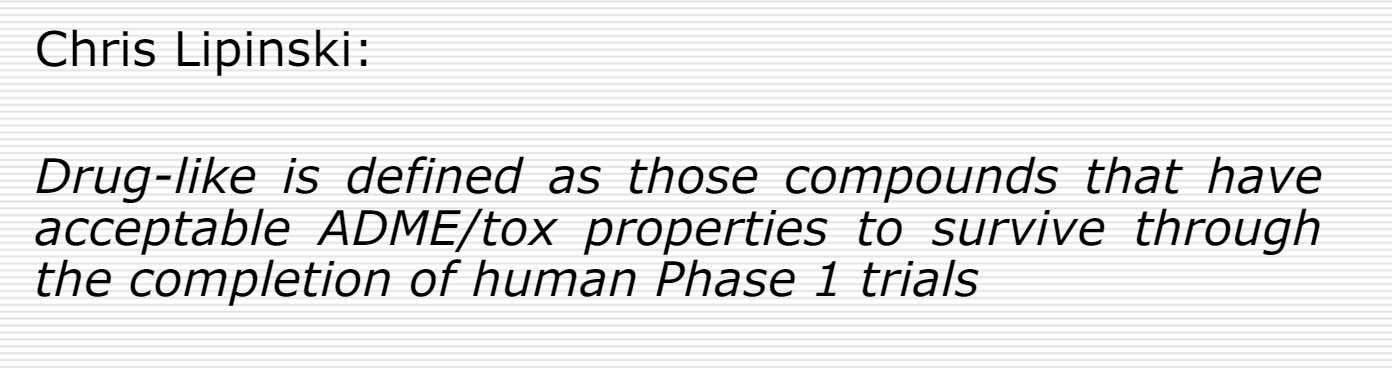 Chris Lipinski:
Drug-like is defined as those compounds that have
acceptable ADME/tox properties to survive through
the completion of human Phase 1 trials